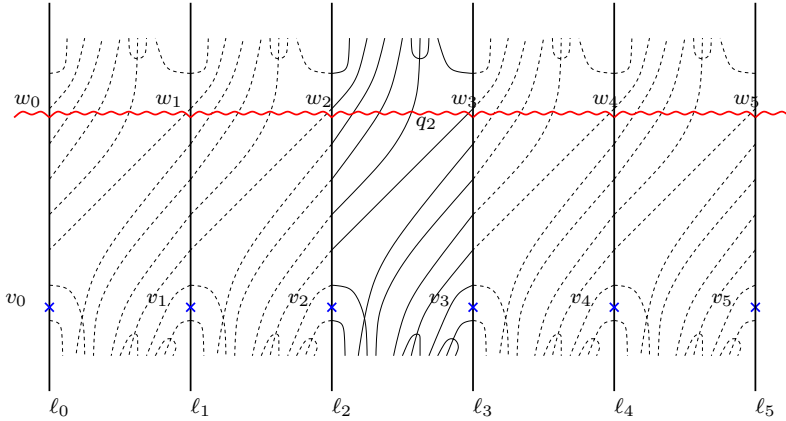 w₀ w₁ w₂ w₃ w₄ w₅
q₂
v₀ v₁ v₂ v₃ v₄ v₅
ℓ₀ ℓ₁ ℓ₂ ℓ₃ ℓ₄ ℓ₅